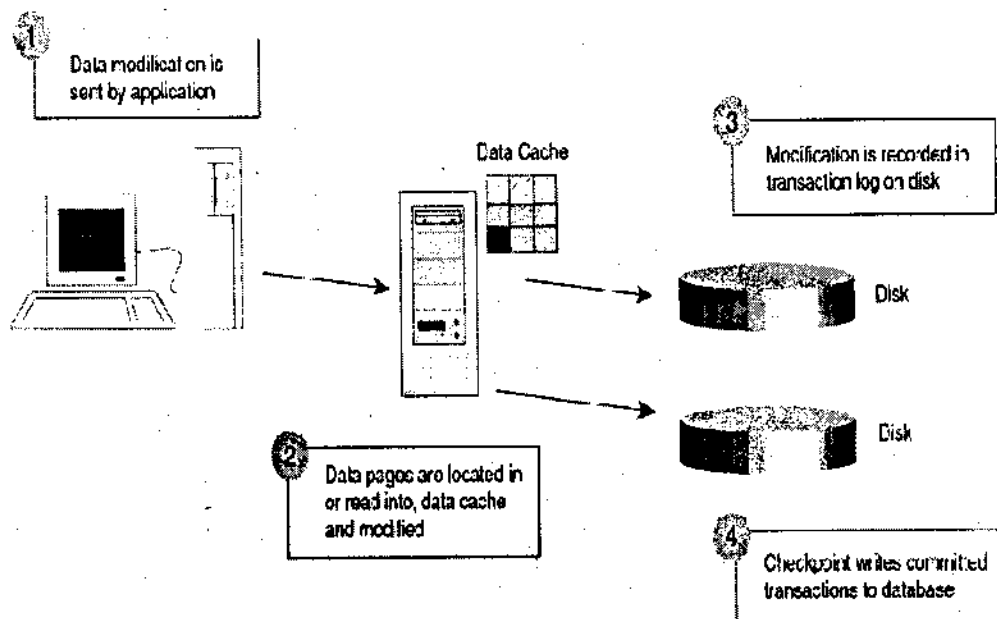 1
Data modification is
sent by application
Data Cache
3
Modification is recorded in
transaction log on disk
Disk
Disk
2
Data pages are located in
or read into, data cache
and modified
4
Checkpoint writes committed
transactions to database